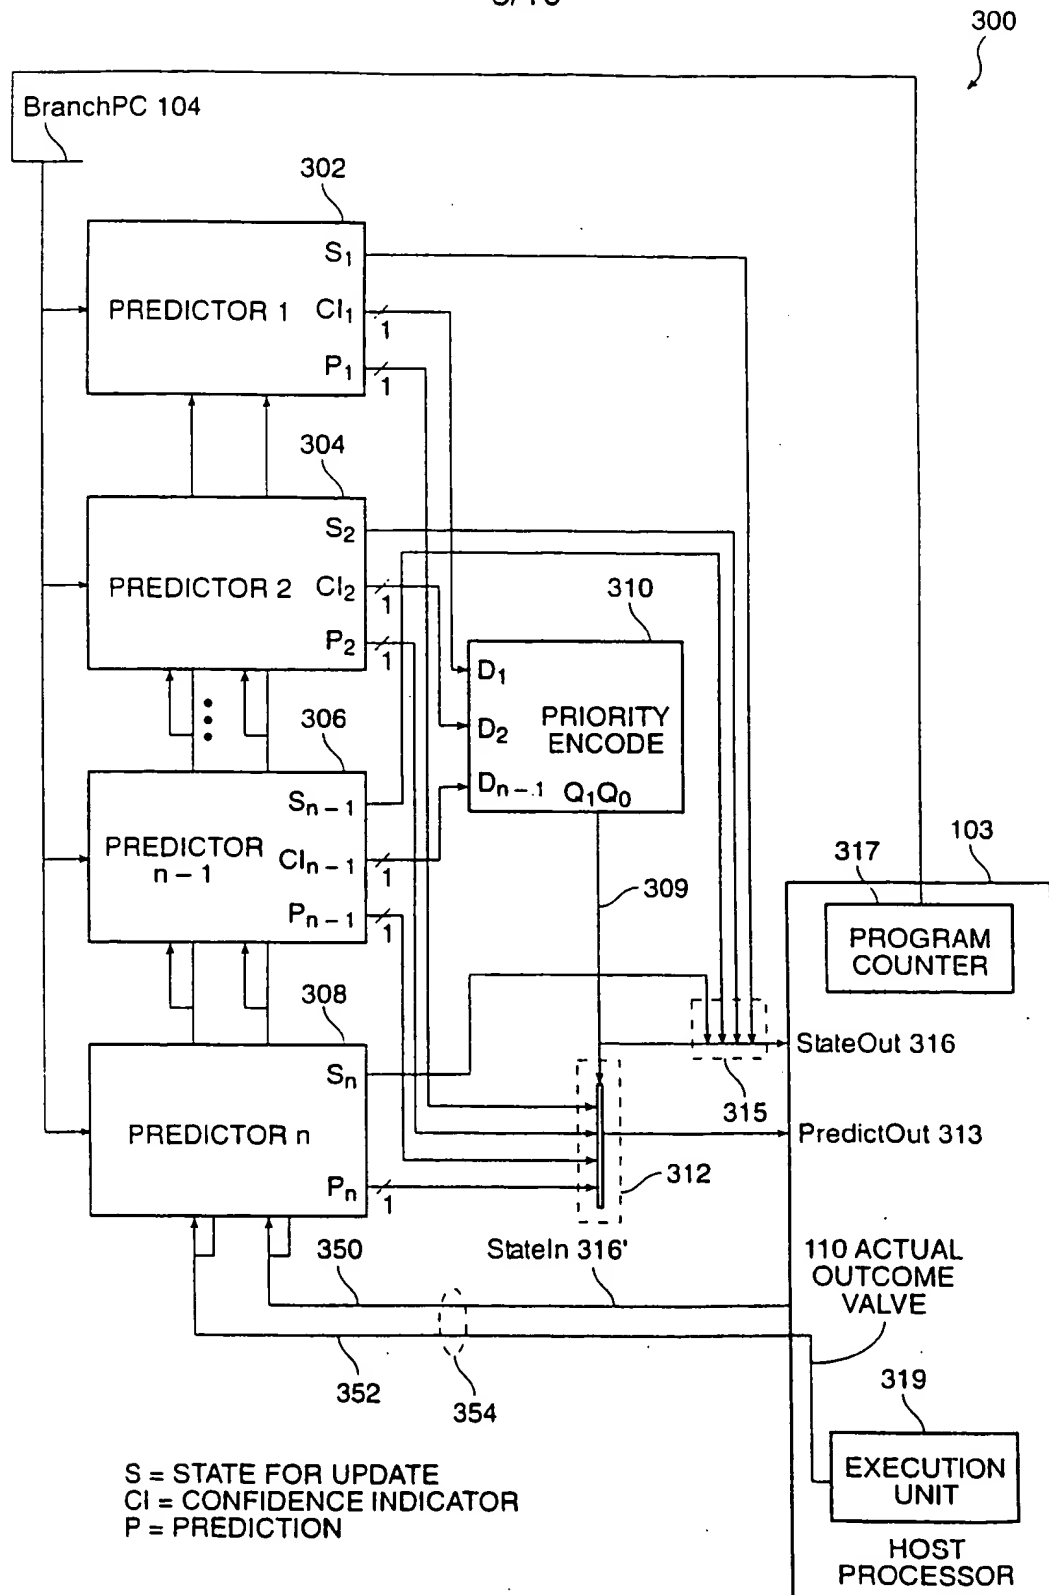 300
BranchPC 104
302
S1
PREDICTOR 1
CI1
1
P1
1
304
S2
PREDICTOR 2
CI2
1
P2
1
310
D1
PRIORITY
ENCODE
D2
Dn-1
Q1Q0
306
Sn-1
PREDICTOR
n-1
CIn-1
1
Pn-1
1
309
103
317
PROGRAM
COUNTER
308
Sn
PREDICTOR n
Pn
1
StateOut 316
315
PredictOut 313
312
350
StateIn 316'
110 ACTUAL
OUTCOME
VALVE
352
354
319
EXECUTION
UNIT
HOST
PROCESSOR
S = STATE FOR UPDATE
CI = CONFIDENCE INDICATOR
P = PREDICTION